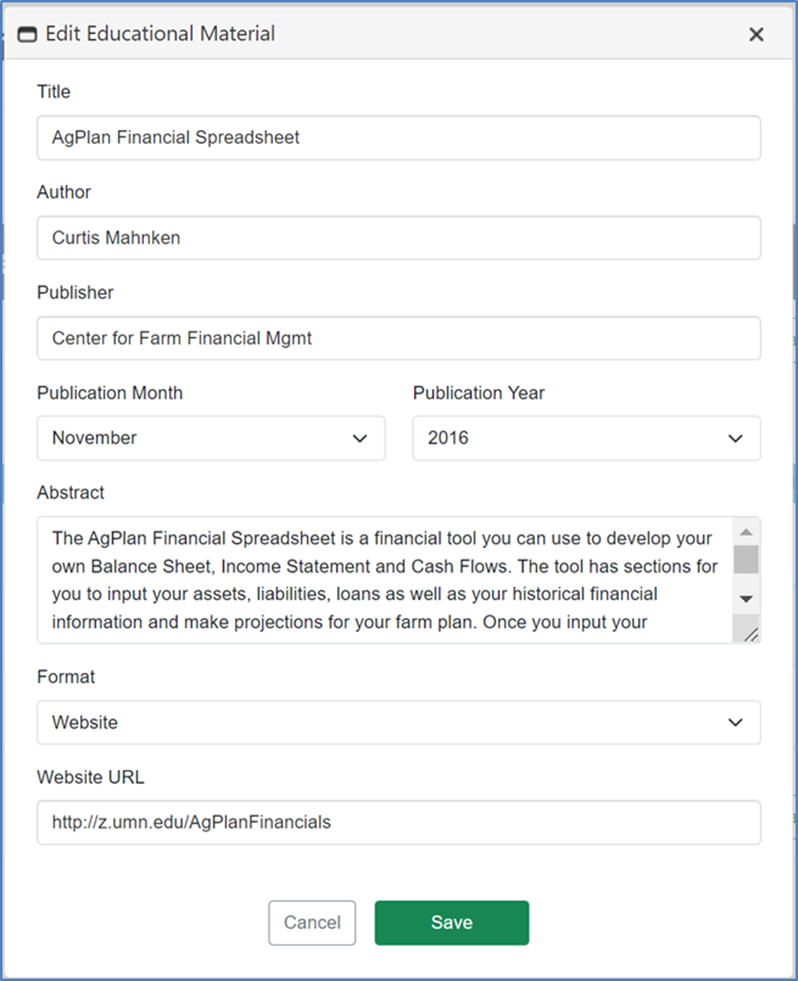 Edit Educational Material
Title
AgPlan Financial Spreadsheet
Author
Curtis Mahnken
Publisher
Center for Farm Financial Mgmt
Publication Month
Publication Year
November
2016
Abstract
The AgPlan Financial Spreadsheet is a financial tool you can use to develop your
own Balance Sheet, Income Statement and Cash Flows. The tool has sections for
you to input your assets, liabilities, loans as well as your historical financial
information and make projections for your farm plan. Once you input your
Format
Website
Website URL
http://z.umn.edu/AgPlanFinancials
Cancel
Save